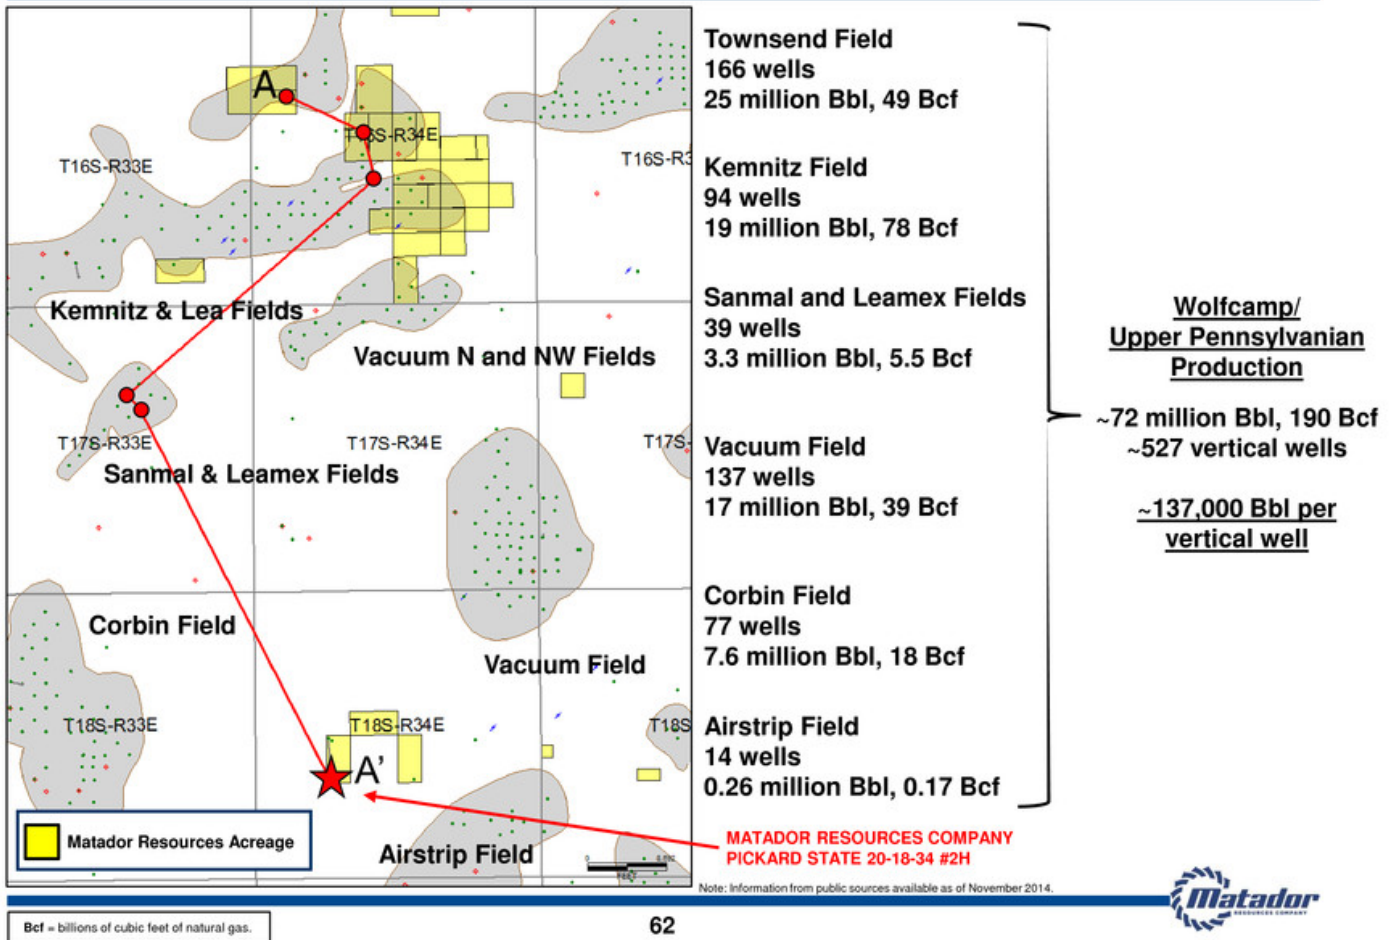 A
T16S-R33E
T16S-R34E
T16S-R3
Kemnitz & Lea Fields
Vacuum N and NW Fields
T17S-R33E
T17S-R34E
T17S-
Sanmal & Leamex Fields
Corbin Field
Vacuum Field
T18S-R33E
T18S-R34E
T18S
A'
Matador Resources Acreage
Airstrip Field
0
FEET
Townsend Field
166 wells
25 million Bbl, 49 Bcf
Kemnitz Field
94 wells
19 million Bbl, 78 Bcf
Sanmal and Leamex Fields
39 wells
3.3 million Bbl, 5.5 Bcf
Vacuum Field
137 wells
17 million Bbl, 39 Bcf
Corbin Field
77 wells
7.6 million Bbl, 18 Bcf
Airstrip Field
14 wells
0.26 million Bbl, 0.17 Bcf
Wolfcamp/
Upper Pennsylvanian
Production
~72 million Bbl, 190 Bcf
~527 vertical wells
~137,000 Bbl per
vertical well
MATADOR RESOURCES COMPANY
PICKARD STATE 20-18-34 #2H
Note: Information from public sources available as of November 2014.
Matador
RESOURCES COMPANY
Bcf = billions of cubic feet of natural gas.
62